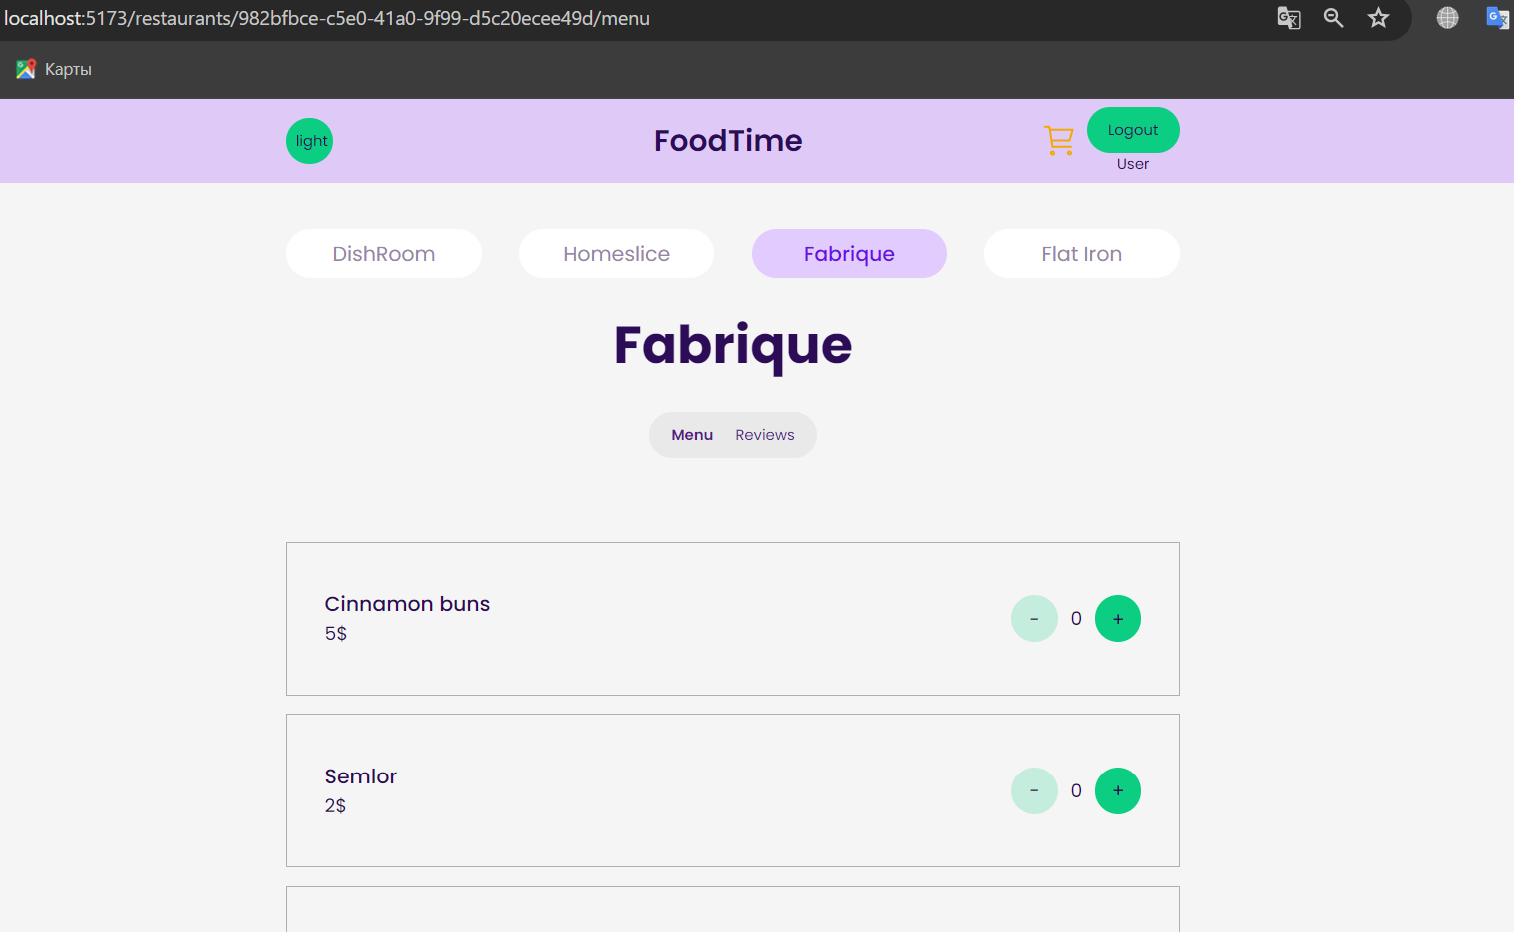 localhost:5173/restaurants/982bfbce-c5e0-41a0-9f99-d5c20ecee49d/menu
Карты
light
FoodTime
Logout
User
DishRoom
Homeslice
Fabrique
Flat Iron
Fabrique
Menu
Reviews
Cinnamon buns
5$
- 0 +
Semlor
2$
- 0 +